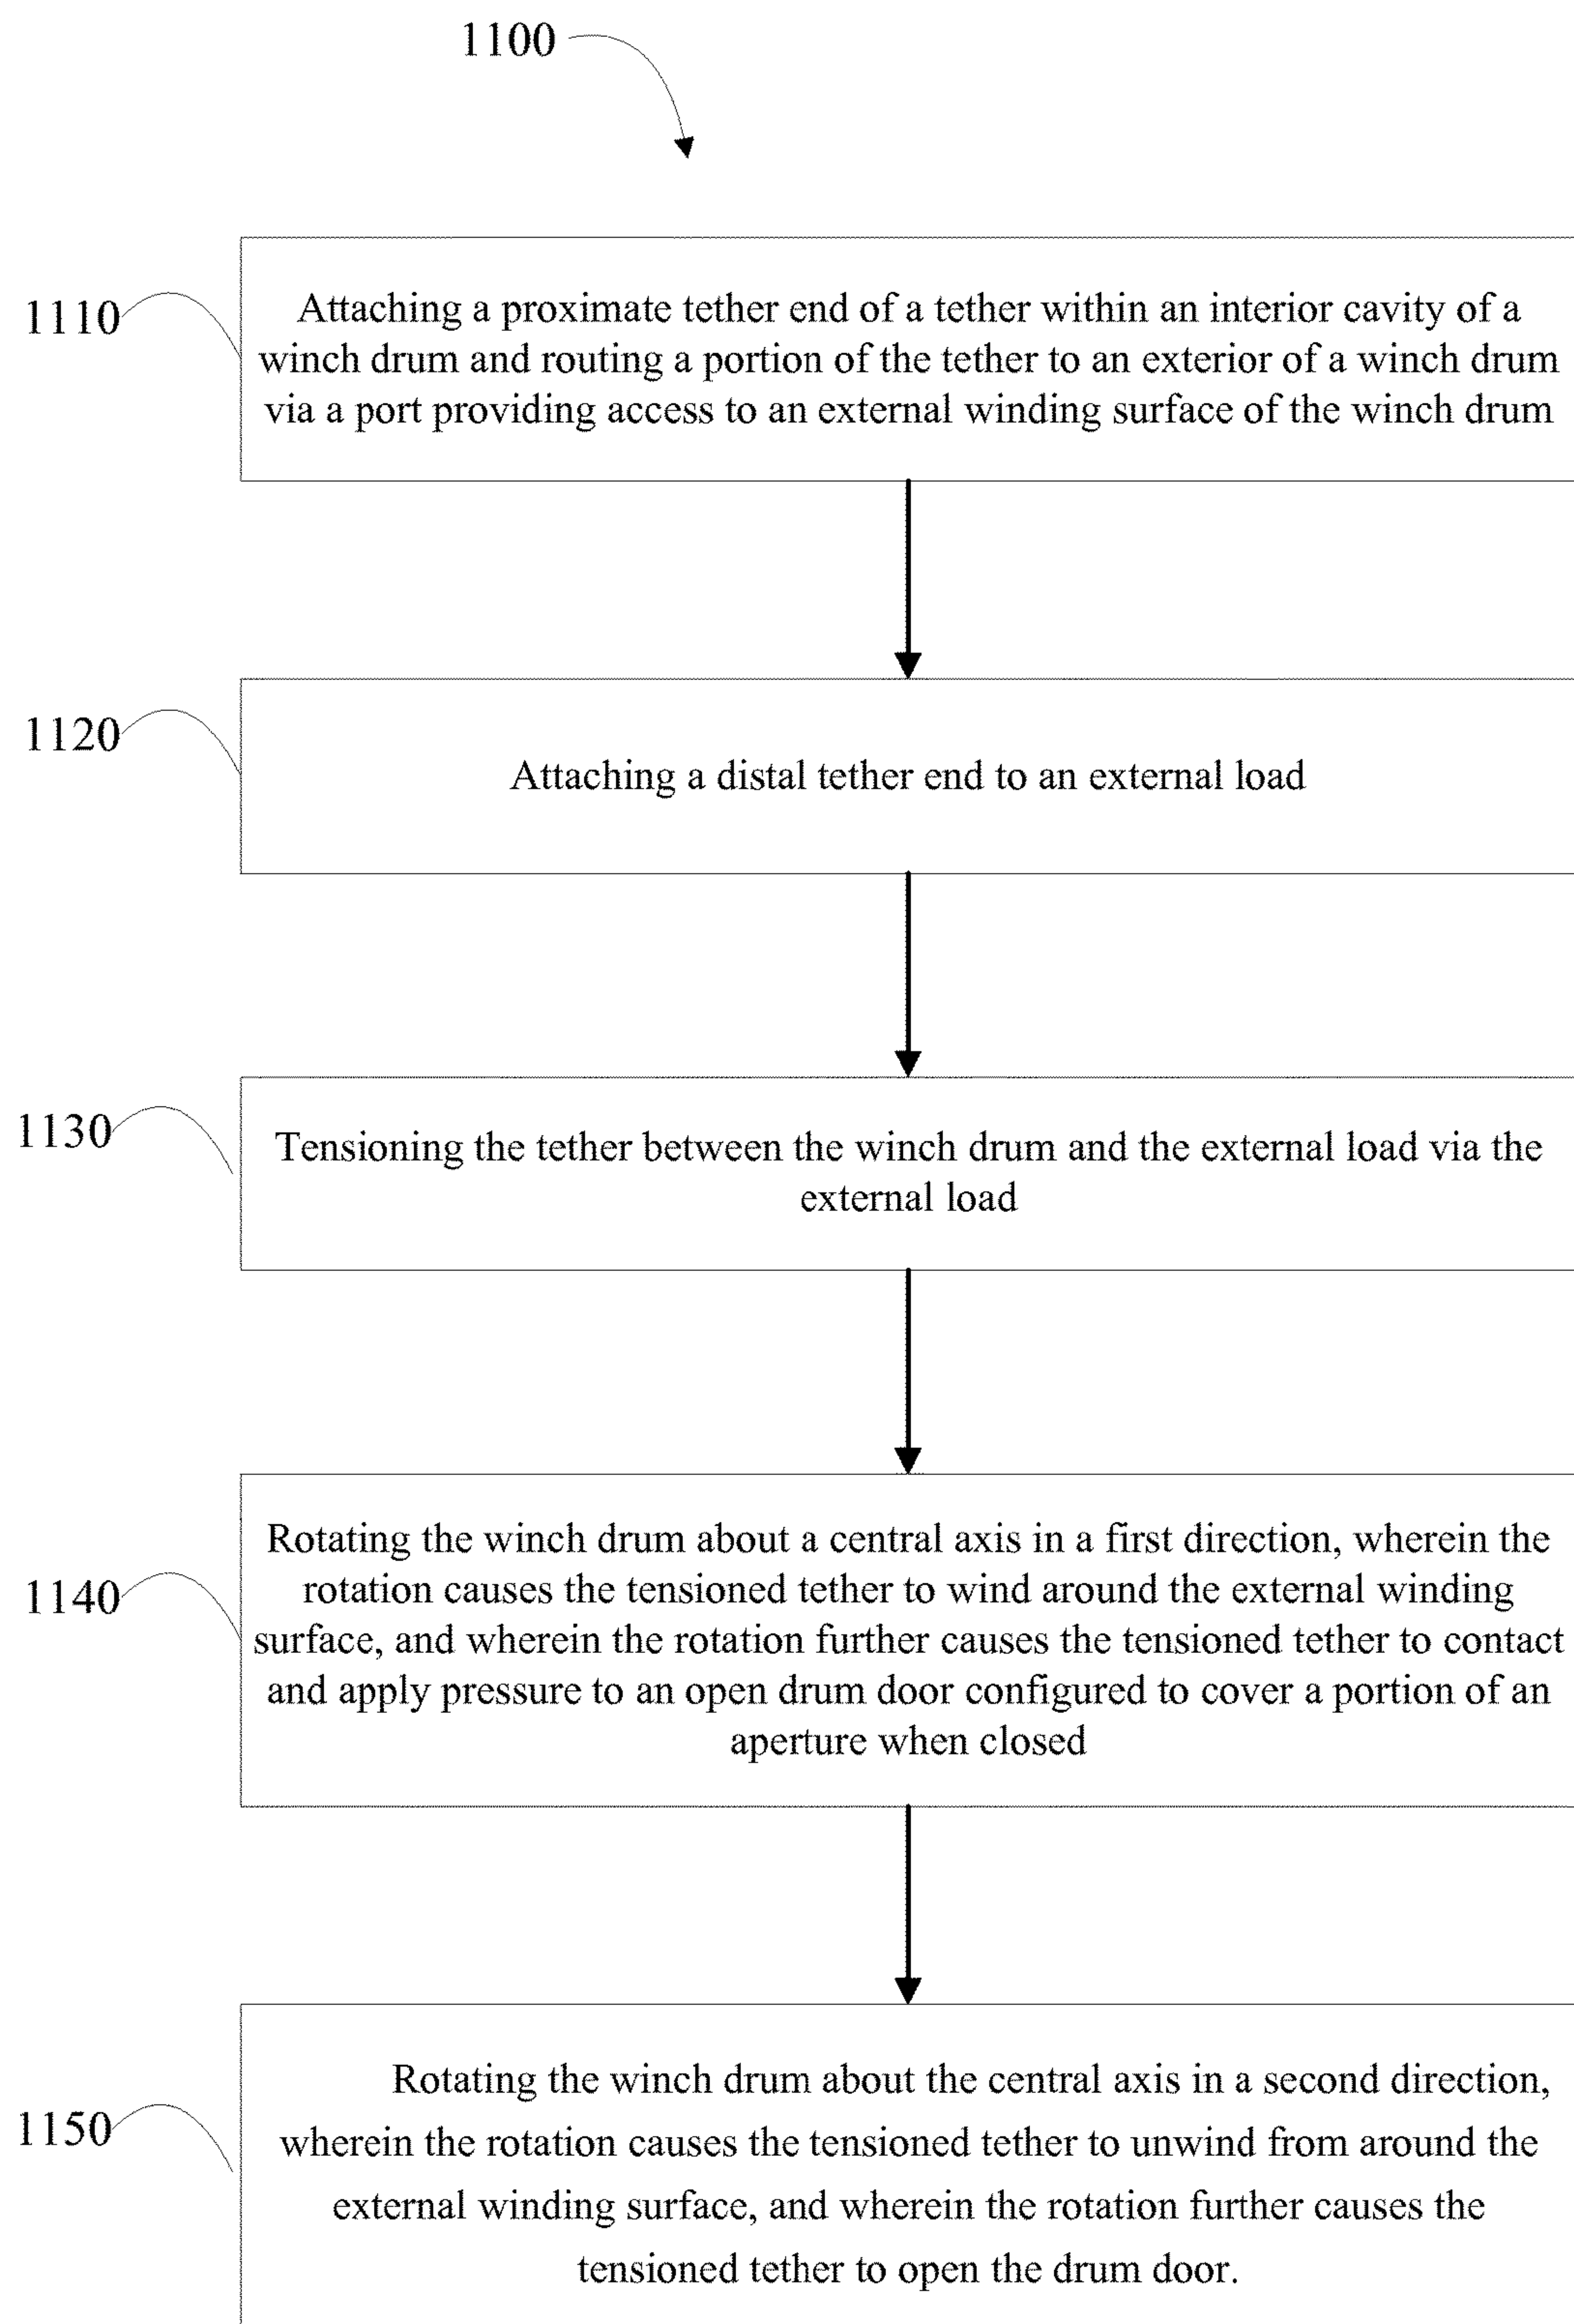 1100
1110
Attaching a proximate tether end of a tether within an interior cavity of a
winch drum and routing a portion of the tether to an exterior of a winch drum
via a port providing access to an external winding surface of the winch drum
1120
Attaching a distal tether end to an external load
1130
Tensioning the tether between the winch drum and the external load via the
external load
1140
Rotating the winch drum about a central axis in a first direction, wherein the
rotation causes the tensioned tether to wind around the external winding
surface, and wherein the rotation further causes the tensioned tether to contact
and apply pressure to an open drum door configured to cover a portion of an
aperture when closed
1150
Rotating the winch drum about the central axis in a second direction,
wherein the rotation causes the tensioned tether to unwind from around the
external winding surface, and wherein the rotation further causes the
tensioned tether to open the drum door.